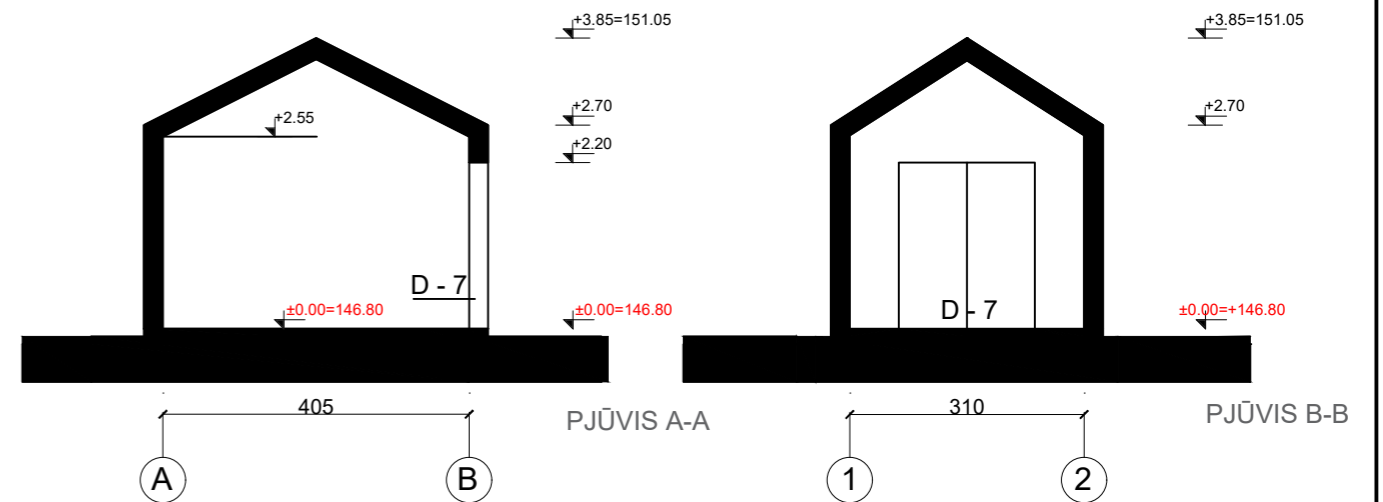 +3.85=151.05
+2.70
+2.55
+2.20
D - 7
±0.00=146.80
±0.00=146.80
405
PJŪVIS A-A
A
B
+3.85=151.05
+2.70
D - 7
±0.00=+146.80
310
PJŪVIS B-B
1
2